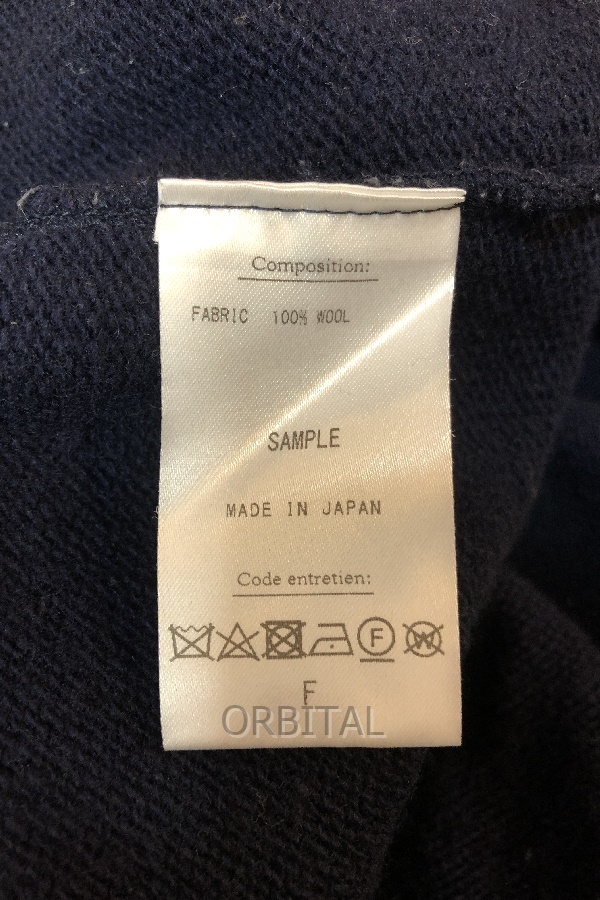 Composition:
FABRIC 100% WOOL
SAMPLE
MADE IN JAPAN
Code entretien:
F W
F
ORBITAL